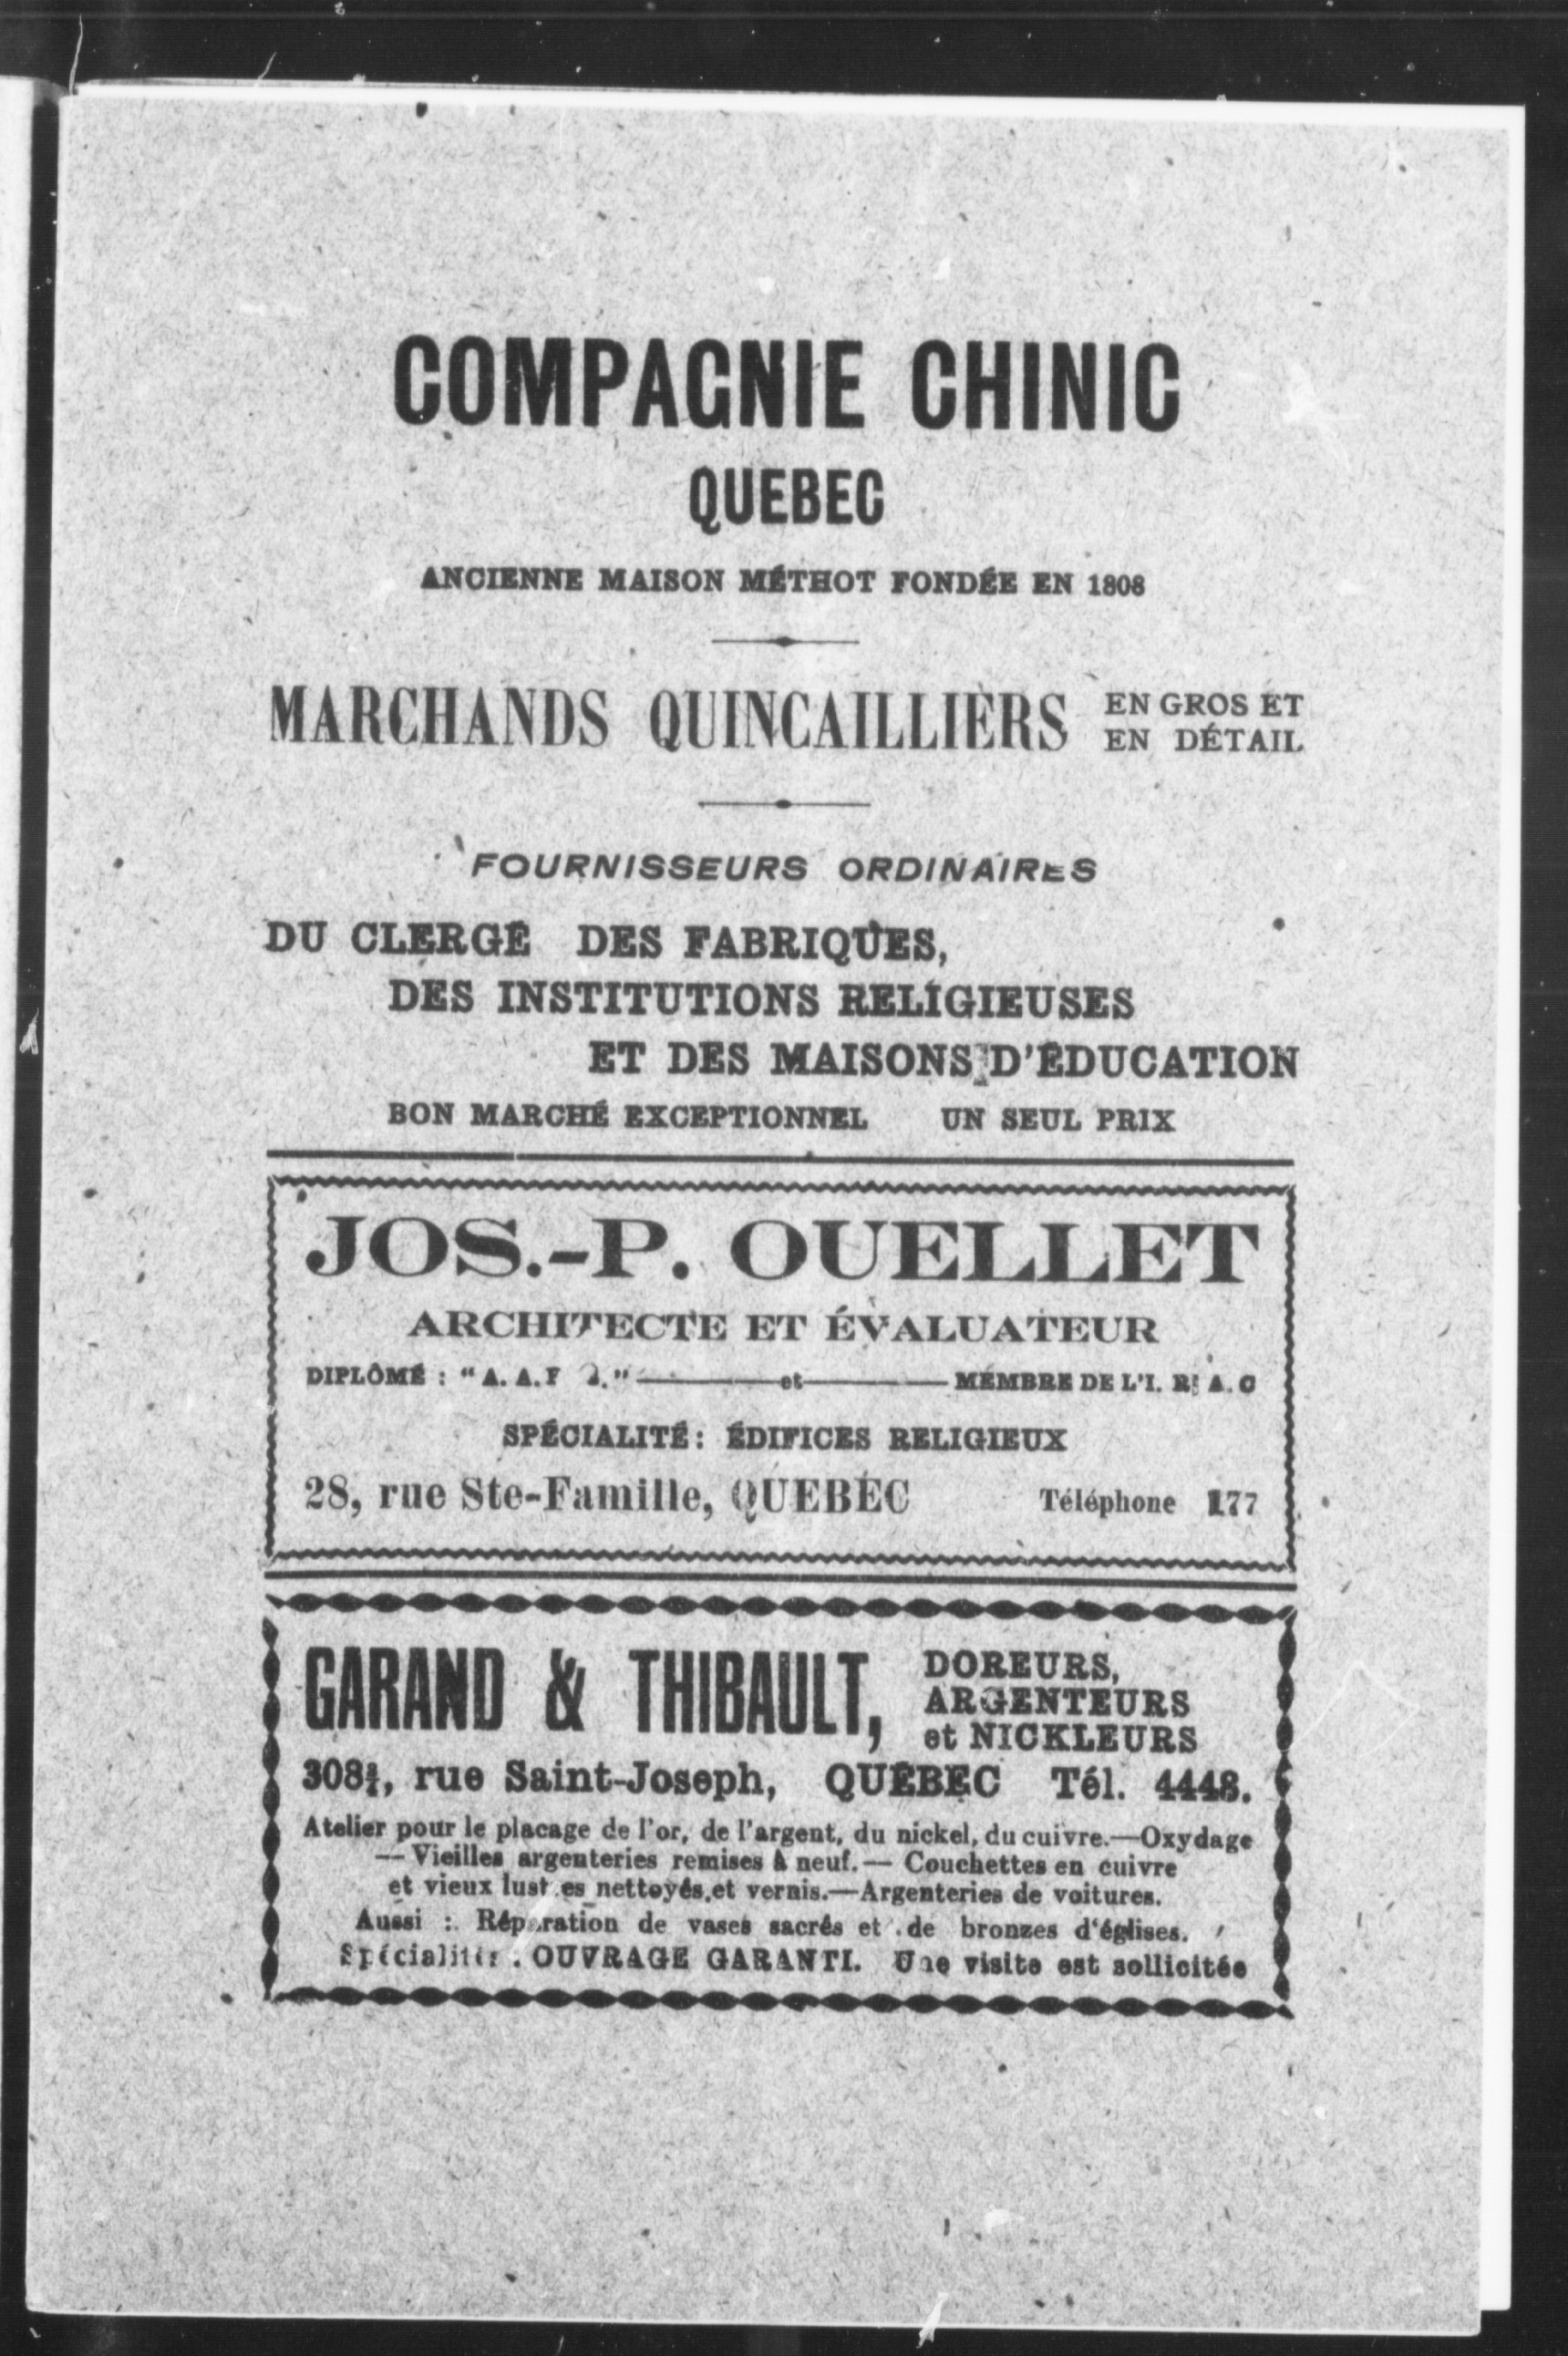 COMPAGNIE CHINIC
QUEBEC
ANCIENNE MAISON MÉTHOT FONDÉE EN 1808
MARCHANDS QUINCAILLIERS EN GROS ET
EN DÉTAIL
FOURNISSEURS ORDINAIRES
DU CLERGÉ DES FABRIQUES,
DES INSTITUTIONS RELIGIEUSES
ET DES MAISONS D'ÉDUCATION
BON MARCHÉ EXCEPTIONNEL UN SEUL PRIX
JOS.-P. OUELLET
ARCHITECTE ET ÉVALUATEUR
DIPLÔMÉ : "A. A. et MEMBRE DE L'I. R. A. C
SPÉCIALITÉ: ÉDIFICES RELIGIEUX
28, rue Ste-Famille, QUEBEC Téléphone 177
GARAND & THIBAULT, DOREURS,
ARGENTEURS
et NICKLEURS
rue Saint-Joseph, QUÉBEC Tél. 4448.
Atelier pour le placage de l'or, de l'argent, du nickel, du cuivre.—Oxydage
— Vieilles argenteries remises à neuf. — Couchettes en cuivre
et vieux lustres nettoyés et vernis.—Argenteries de voitures.
Aussi : Réparation de vases sacrés et de bronzes d'églises.
OUVRAGE GARANTI. Une visite est sollicitée